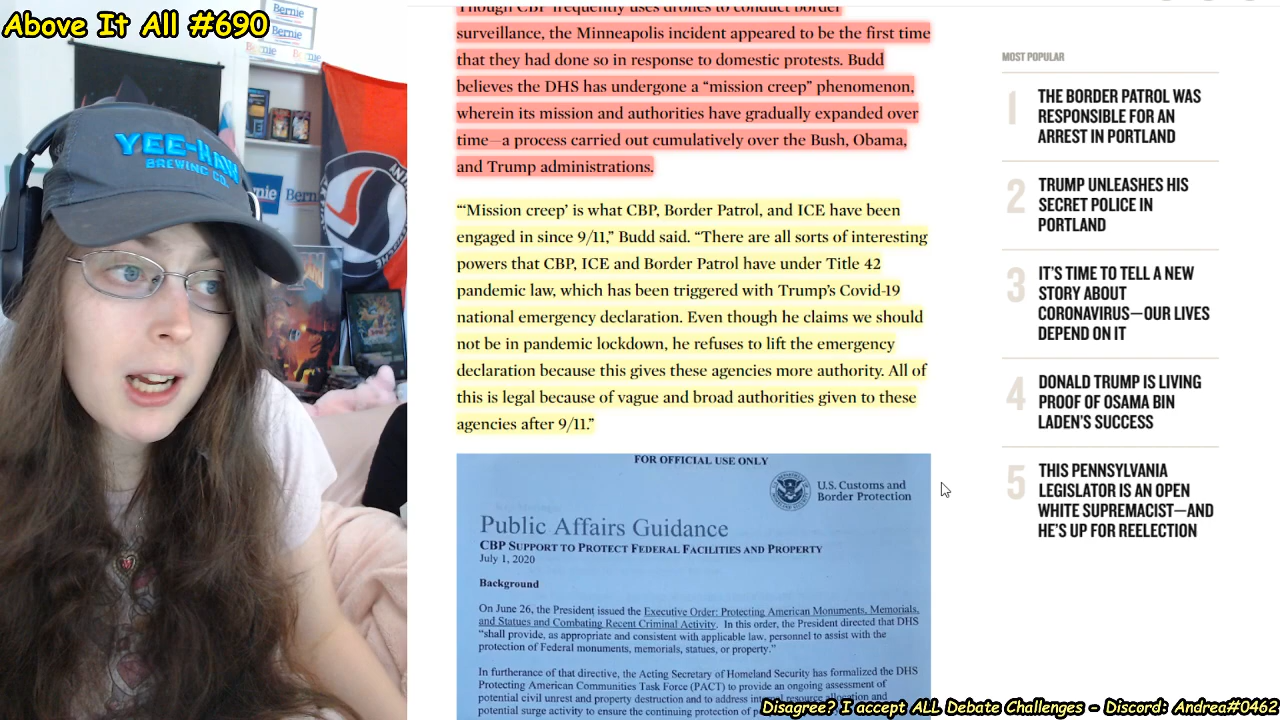 Above It All #690
Bernie
Bernie
Bernie
YEE-HAW
BREWING CO.
Though CBP frequently uses drones to conduct border
surveillance, the Minneapolis incident appeared to be the first time
that they had done so in response to domestic protests. Budd
believes the DHS has undergone a “mission creep” phenomenon,
wherein its mission and authorities have gradually expanded over
time—a process carried out cumulatively over the Bush, Obama,
and Trump administrations.
“‘Mission creep’ is what CBP, Border Patrol, and ICE have been
engaged in since 9/11,” Budd said. “There are all sorts of interesting
powers that CBP, ICE and Border Patrol have under Title 42
pandemic law, which has been triggered with Trump’s Covid-19
national emergency declaration. Even though he claims we should
not be in pandemic lockdown, he refuses to lift the emergency
declaration because this gives these agencies more authority. All of
this is legal because of vague and broad authorities given to these
agencies after 9/11.”
FOR OFFICIAL USE ONLY
U.S. Customs and
Border Protection
Public Affairs Guidance
CBP SUPPORT TO PROTECT FEDERAL FACILITIES AND PROPERTY
July 1, 2020
Background
On June 26, the President issued the Executive Order: Protecting American Monuments, Memorials,
and Statues and Combating Recent Criminal Activity. In this order, the President directed that DHS
“shall provide, as appropriate and consistent with applicable law, personnel to assist with the
protection of Federal monuments, memorials, statues, or property.”
In furtherance of that directive, the Acting Secretary of Homeland Security has formalized the DHS
Protecting American Communities Task Force (PACT) to provide an ongoing assessment of
potential civil unrest and property destruction and to address internal resource allocation and
potential surge activity to ensure the continuing protection of
MOST POPULAR
1 THE BORDER PATROL WAS
RESPONSIBLE FOR AN
ARREST IN PORTLAND
2 TRUMP UNLEASHES HIS
SECRET POLICE IN
PORTLAND
3 IT’S TIME TO TELL A NEW
STORY ABOUT
CORONAVIRUS—OUR LIVES
DEPEND ON IT
4 DONALD TRUMP IS LIVING
PROOF OF OSAMA BIN
LADEN’S SUCCESS
5 THIS PENNSYLVANIA
LEGISLATOR IS AN OPEN
WHITE SUPREMACIST—AND
HE’S UP FOR REELECTION
Disagree? I accept ALL Debate Challenges - Discord: Andrea#0462